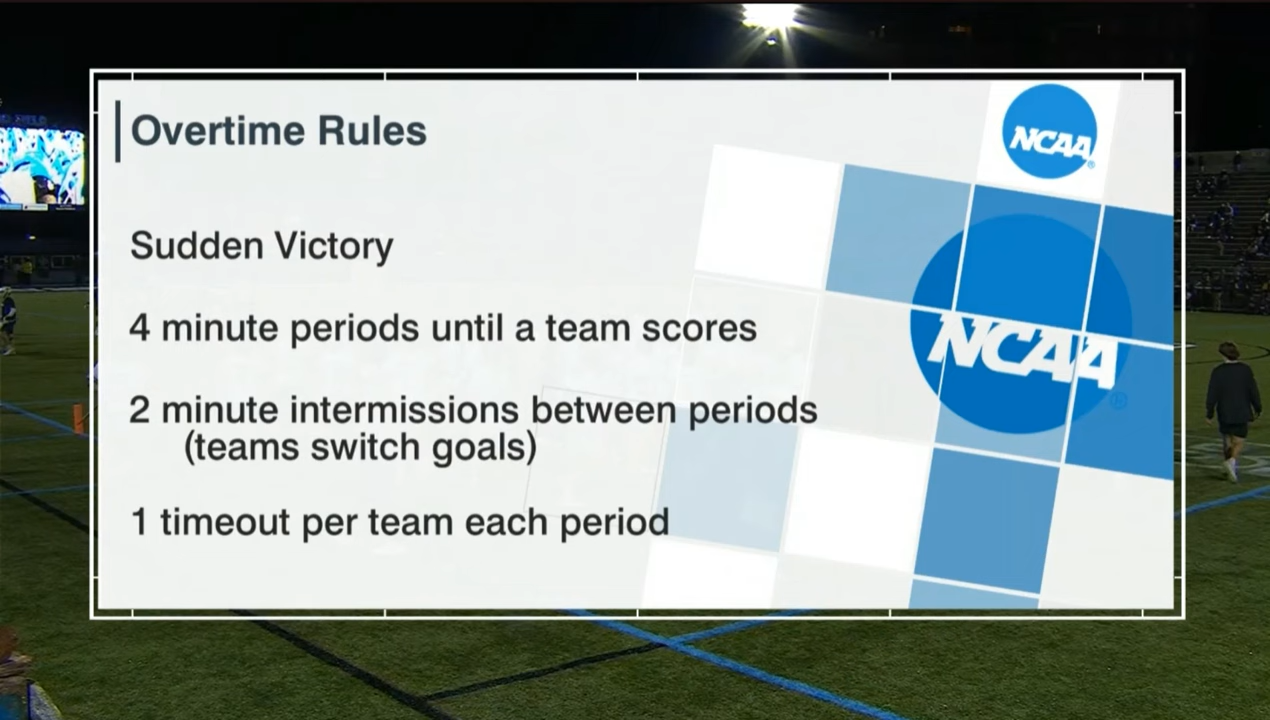 Overtime Rules
NCAA
Sudden Victory
4 minute periods until a team scores
NCAA
2 minute intermissions between periods
(teams switch goals)
1 timeout per team each period